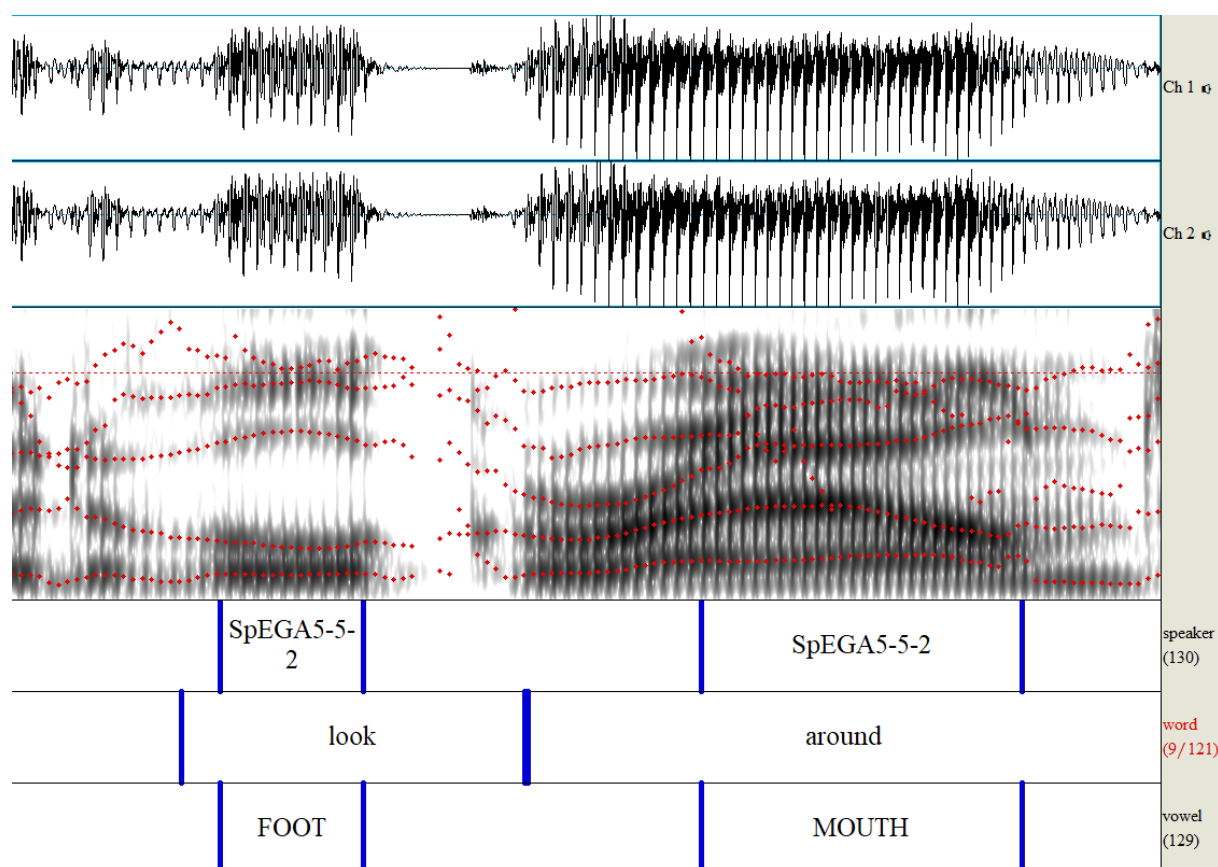 Ch 1
Ch 2
SpEGA5-5-
2
SpEGA5-5-2
speaker
(130)
look
around
word
(9/121)
FOOT
MOUTH
vowel
(129)